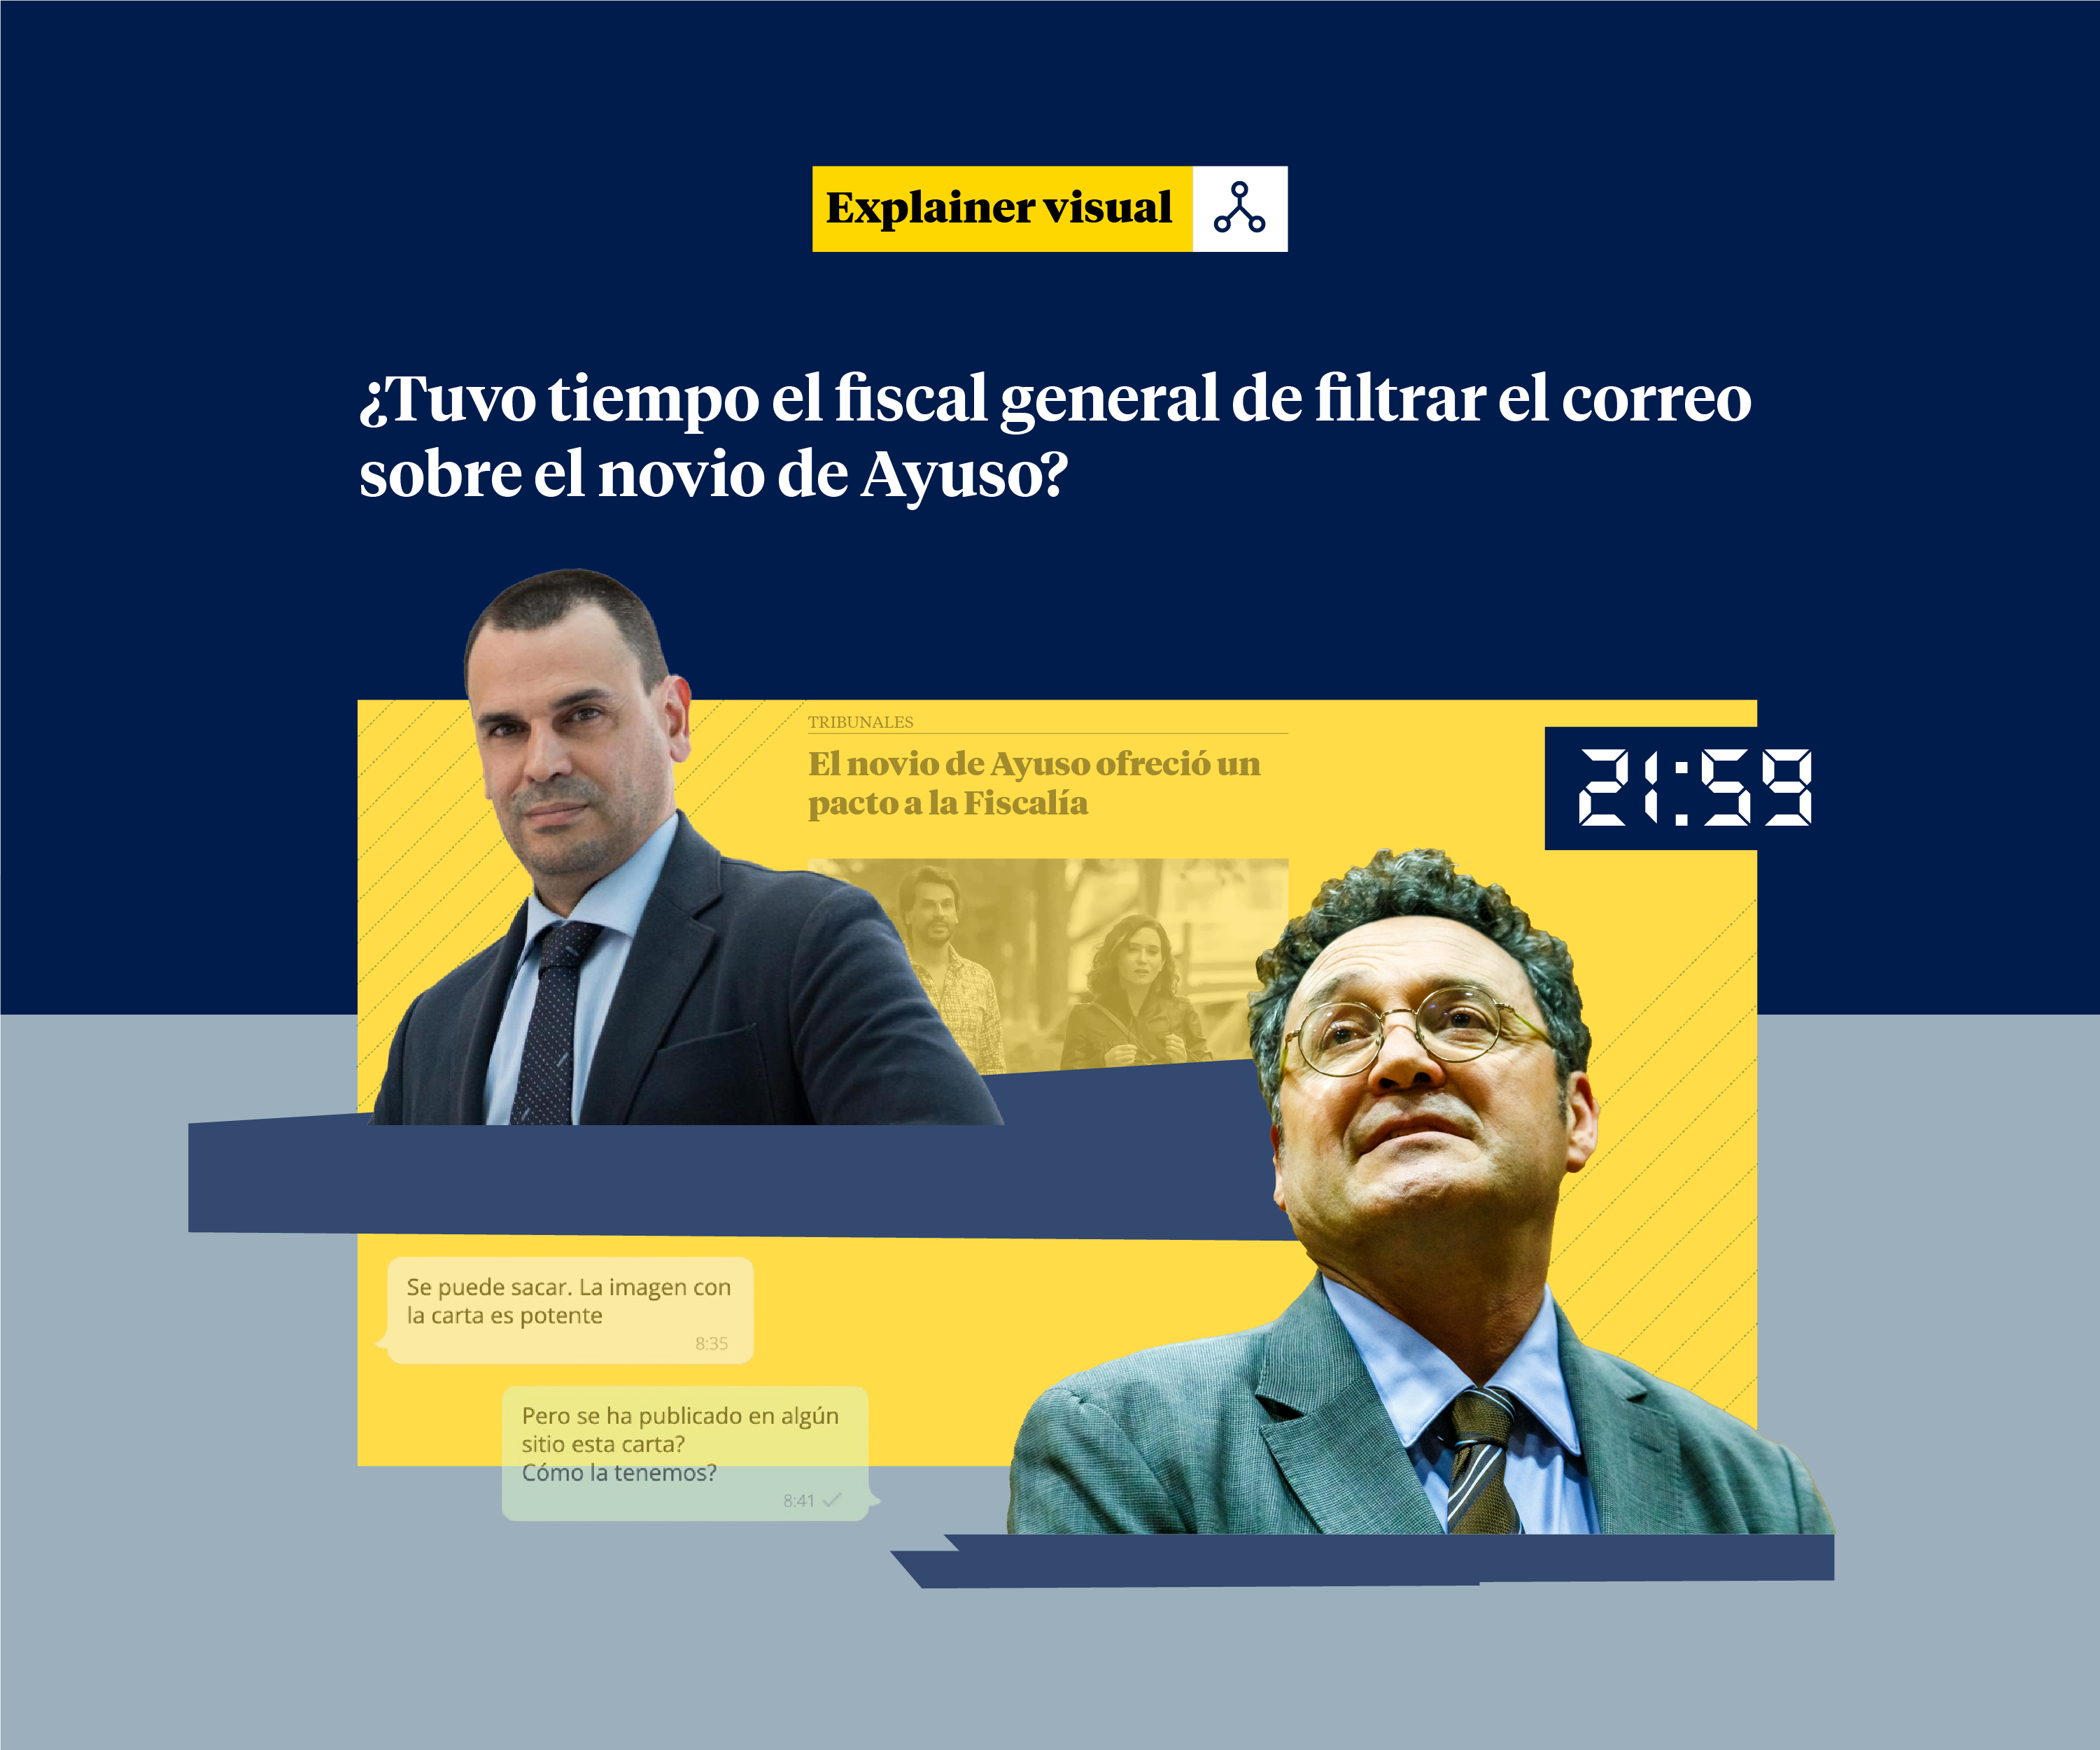 Explainer visual
¿Tuvo tiempo el fiscal general de filtrar el correo
sobre el novio de Ayuso?
TRIBUNALES
El novio de Ayuso ofreció un
pacto a la Fiscalía
21:59
Se puede sacar. La imagen con
la carta es potente
8:35
Pero se ha publicado en algún
sitio esta carta?
Cómo la tenemos?
8:41